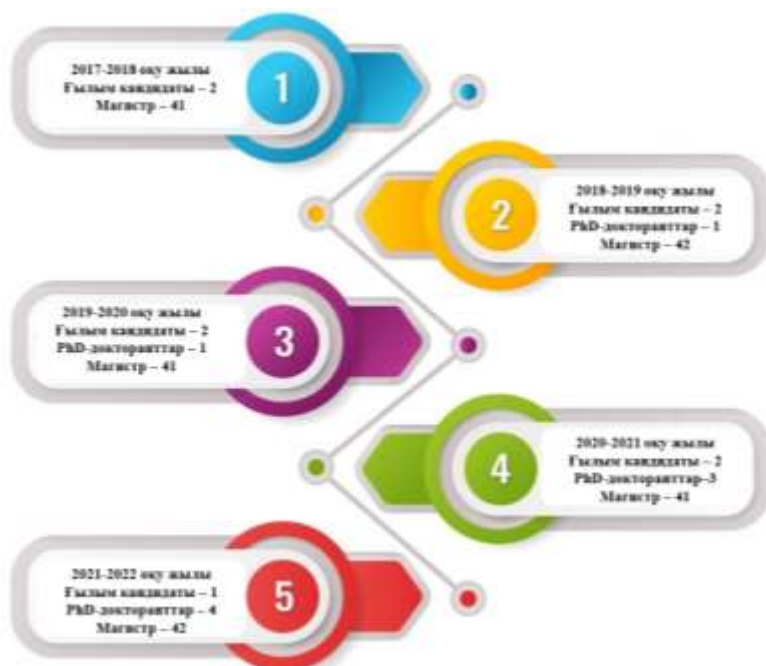 2017-2018 оқу жылы
Ғылым кандидаты – 2
Магистр – 41
1
2
2018-2019 оқу жылы
Ғылым кандидаты – 2
PhD-докторанттар – 1
Магистр – 42
2019-2020 оқу жылы
Ғылым кандидаты – 2
PhD-докторанттар – 1
Магистр – 41
3
4
2020-2021 оқу жылы
Ғылым кандидаты – 2
PhD-докторанттар–3
Магистр – 41
2021-2022 оқу жылы
Ғылым кандидаты – 1
PhD-докторанттар – 4
Магистр – 42
5